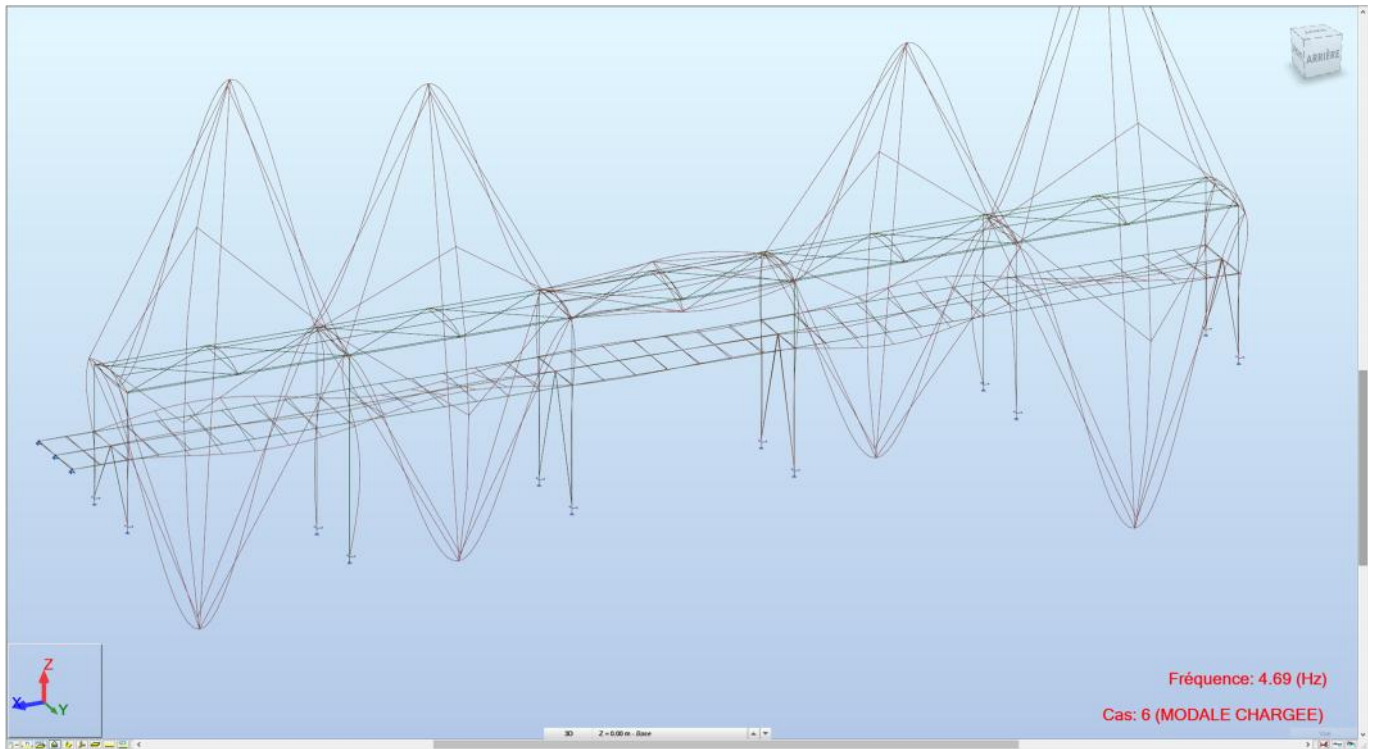 ARRIÈRE
Z
X
Y
Fréquence: 4.69 (Hz)
Cas: 6 (MODALE CHARGEE)
3D
Z = 0.00 m - Base